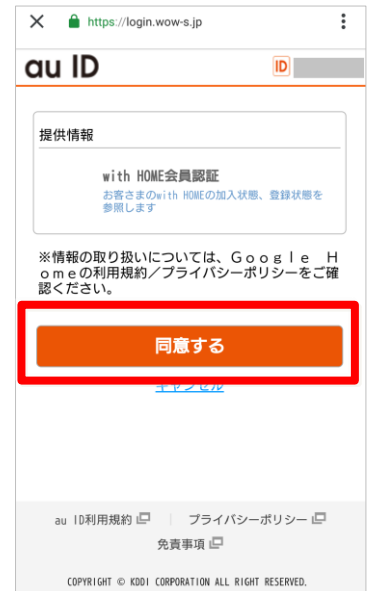 https://login.wow-s.jp
au ID
ID
提供情報
with HOME会員認証
お客さまのwith HOMEの加入状態、登録状態を
参照します
※情報の取り扱いについては、Ｇｏｏｇｌｅ　Ｈ
ｏｍｅの利用規約／プライバシーポリシーをご確
認ください。
同意する
キャンセル
au ID利用規約
プライバシーポリシー
免責事項
COPYRIGHT © KDDI CORPORATION ALL RIGHT RESERVED.